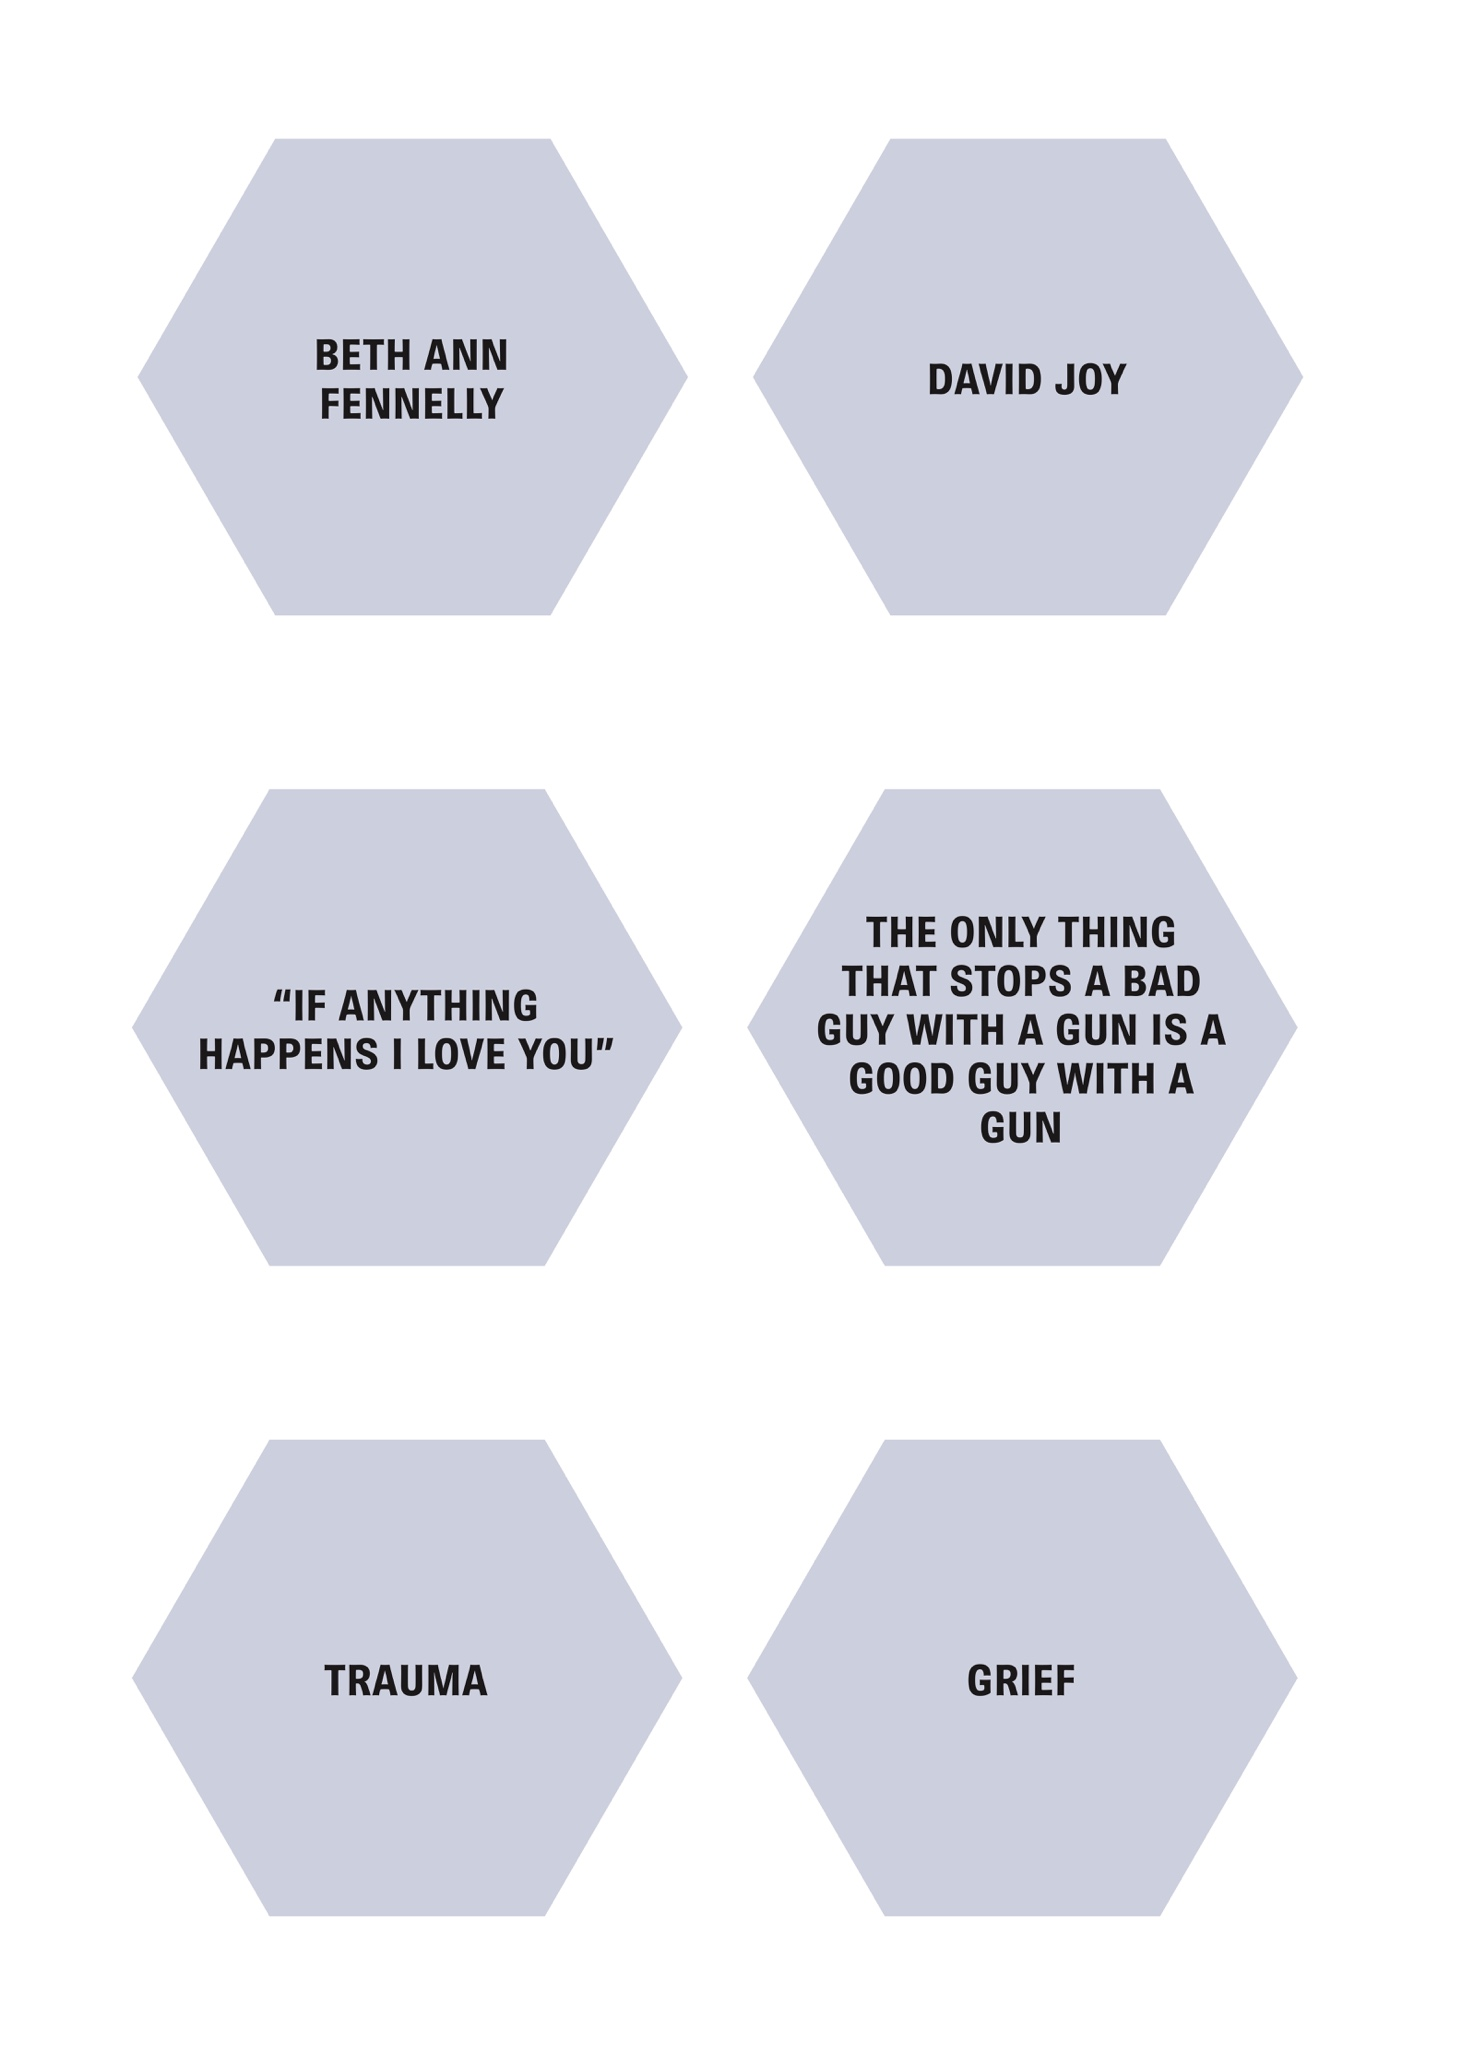 BETH ANN
FENNELLY
DAVID JOY
“IF ANYTHING
HAPPENS I LOVE YOU”
THE ONLY THING
THAT STOPS A BAD
GUY WITH A GUN IS A
GOOD GUY WITH A
GUN
TRAUMA
GRIEF